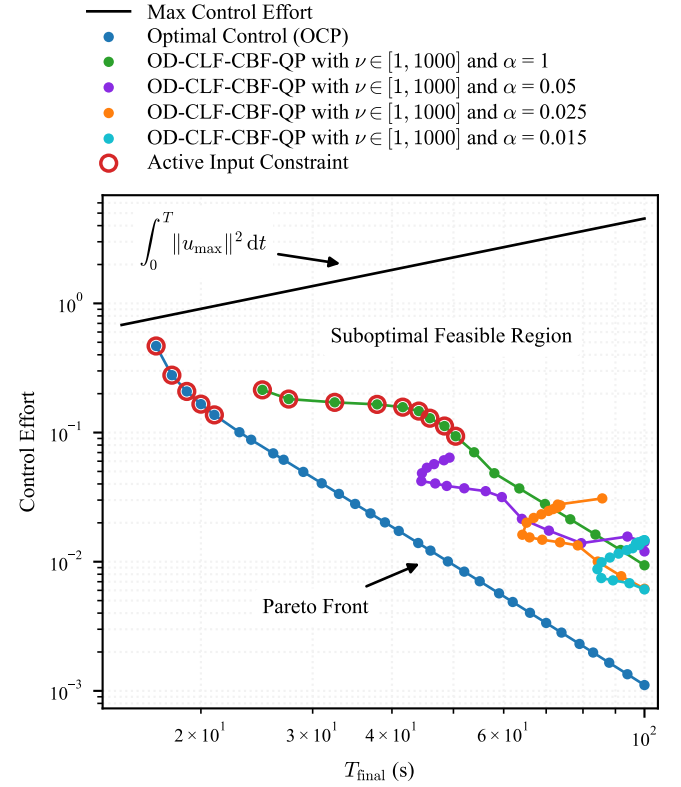 Max Control Effort
Optimal Control (OCP)
OD-CLF-CBF-QP with ν ∈ [1, 1000] and α = 1
OD-CLF-CBF-QP with ν ∈ [1, 1000] and α = 0.05
OD-CLF-CBF-QP with ν ∈ [1, 1000] and α = 0.025
OD-CLF-CBF-QP with ν ∈ [1, 1000] and α = 0.015
Active Input Constraint
∫₀ᵀ ‖u_max‖² dt
Suboptimal Feasible Region
Pareto Front
Control Effort
10⁰
10⁻¹
10⁻²
10⁻³
2 × 10¹
3 × 10¹
4 × 10¹
6 × 10¹
10²
T_final (s)